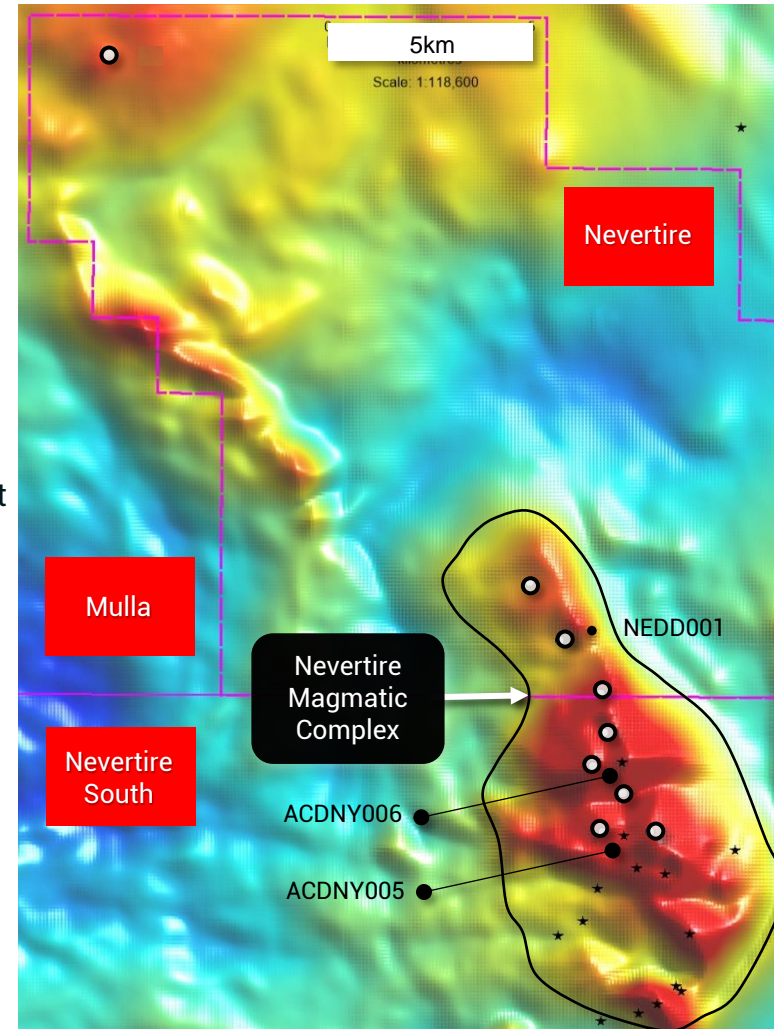 5km
Scale: 1:118,600
Nevertire
t
Mulla
NEDD001
Nevertire
Magmatic
Complex
Nevertire
South
ACDNY006
ACDNY005